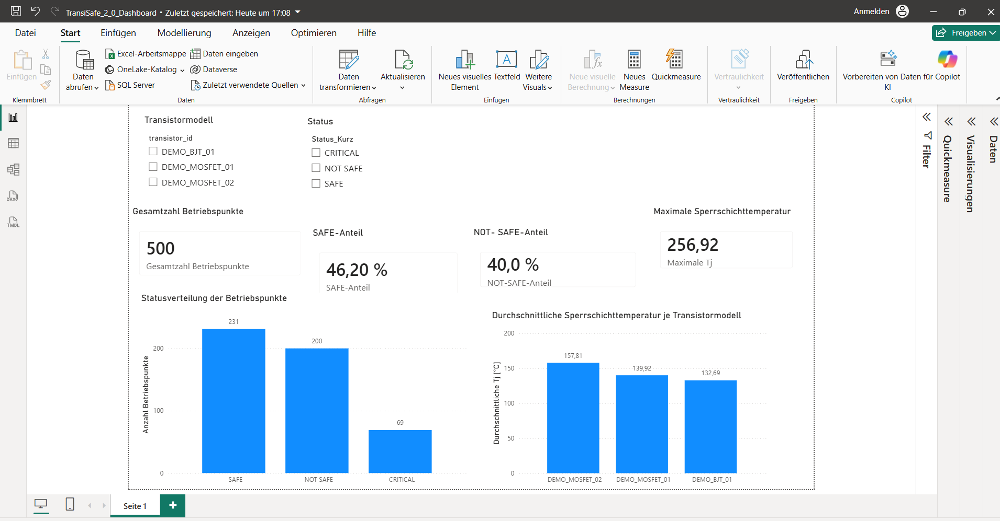 TransiSafe_2_0_Dashboard • Zuletzt gespeichert: Heute um 17:08
Anmelden
Datei
Start
Einfügen
Modellierung
Anzeigen
Optimieren
Hilfe
Freigeben
Einfügen
Klemmbrett
Daten abrufen
Excel-Arbeitsmappe
OneLake-Katalog
SQL Server
Daten eingeben
Dataverse
Zuletzt verwendete Quellen
Daten
Daten transformieren
Aktualisieren
Abfragen
Neues visuelles Element
Textfeld
Weitere Visuals
Einfügen
Neue visuelle Berechnung
Neues Measure
Quickmeasure
Berechnungen
Vertraulichkeit
Vertraulichkeit
Veröffentlichen
Freigeben
Vorbereiten von Daten für KI
Copilot
Copilot
DAX
TMDL
Transistormodell
transistor_id
DEMO_BJT_01
DEMO_MOSFET_01
DEMO_MOSFET_02
Status
Status_Kurz
CRITICAL
NOT SAFE
SAFE
Gesamtzahl Betriebspunkte
500
Gesamtzahl Betriebspunkte
SAFE-Anteil
46,20 %
SAFE-Anteil
NOT- SAFE-Anteil
40,0 %
NOT-SAFE-Anteil
Maximale Sperrschichttemperatur
256,92
Maximale Tj
Statusverteilung der Betriebspunkte
Anzahl Betriebspunkte
200
100
0
231
200
69
SAFE
NOT SAFE
CRITICAL
Durchschnittliche Sperrschichttemperatur je Transistormodell
Durchschnittliche Tj [°C]
200
150
100
50
0
157,81
139,92
132,69
DEMO_MOSFET_02
DEMO_MOSFET_01
DEMO_BJT_01
Filter
Quickmeasure
Visualisierungen
Daten
Seite 1